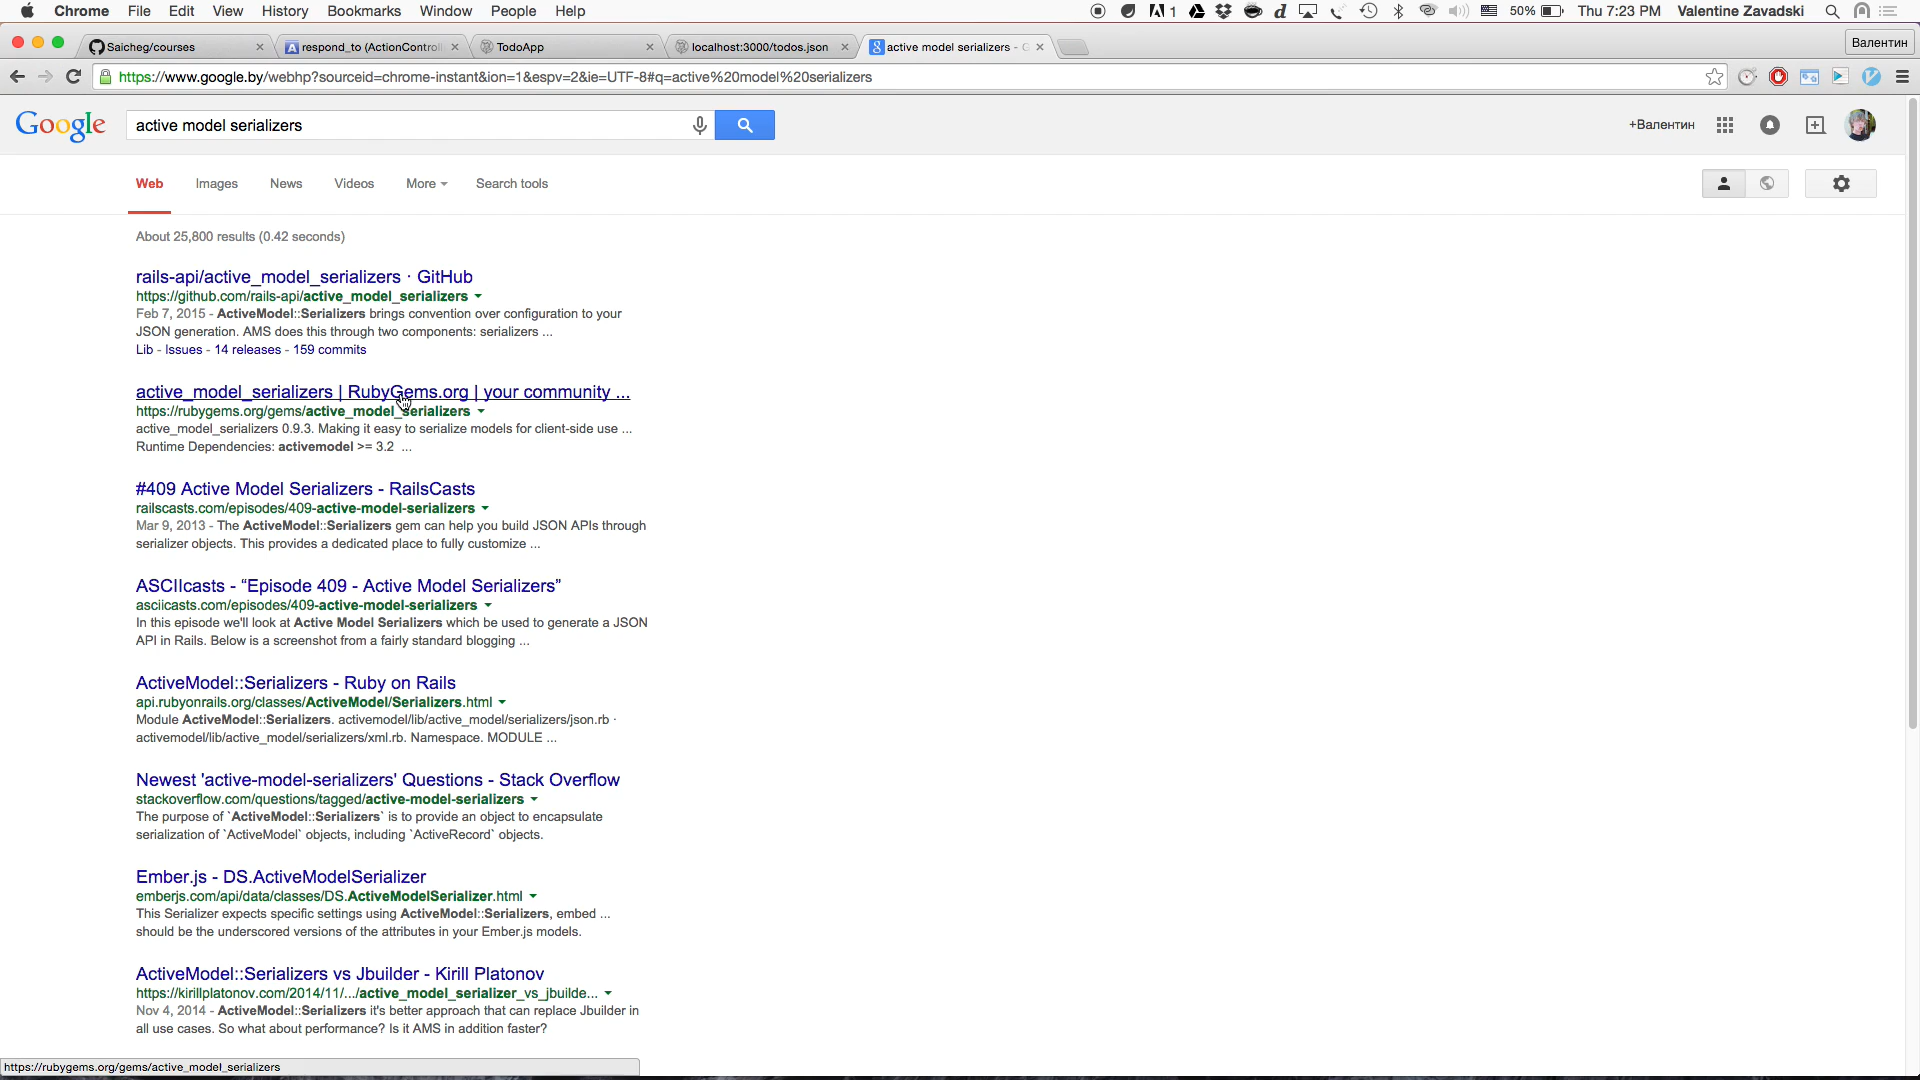 Chrome File Edit View History Bookmarks Window People Help 1 50% Thu 7:23 PM Valentine Zavadski
Saicheg/courses respond_to (ActionControll TodoApp localhost:3000/todos.json active model serializers - G Валентин
https://www.google.by/webhp?sourceid=chrome-instant&ion=1&espv=2&ie=UTF-8#q=active%20model%20serializers
Google active model serializers +Валентин
Web Images News Videos More Search tools
About 25,800 results (0.42 seconds)
rails-api/active_model_serializers · GitHub
https://github.com/rails-api/active_model_serializers
Feb 7, 2015 - ActiveModel::Serializers brings convention over configuration to your
JSON generation. AMS does this through two components: serializers ...
Lib - Issues - 14 releases - 159 commits
active_model_serializers | RubyGems.org | your community ...
https://rubygems.org/gems/active_model_serializers
active_model_serializers 0.9.3. Making it easy to serialize models for client-side use ...
Runtime Dependencies: activemodel >= 3.2 ...
#409 Active Model Serializers - RailsCasts
railscasts.com/episodes/409-active-model-serializers
Mar 9, 2013 - The ActiveModel::Serializers gem can help you build JSON APIs through
serializer objects. This provides a dedicated place to fully customize ...
ASCIIcasts - “Episode 409 - Active Model Serializers”
asciicasts.com/episodes/409-active-model-serializers
In this episode we'll look at Active Model Serializers which be used to generate a JSON
API in Rails. Below is a screenshot from a fairly standard blogging ...
ActiveModel::Serializers - Ruby on Rails
api.rubyonrails.org/classes/ActiveModel/Serializers.html
Module ActiveModel::Serializers. activemodel/lib/active_model/serializers/json.rb ·
activemodel/lib/active_model/serializers/xml.rb. Namespace. MODULE ...
Newest 'active-model-serializers' Questions - Stack Overflow
stackoverflow.com/questions/tagged/active-model-serializers
The purpose of `ActiveModel::Serializers` is to provide an object to encapsulate
serialization of `ActiveModel` objects, including `ActiveRecord` objects.
Ember.js - DS.ActiveModelSerializer
emberjs.com/api/data/classes/DS.ActiveModelSerializer.html
This Serializer expects specific settings using ActiveModel::Serializers, embed ...
should be the underscored versions of the attributes in your Ember.js models.
ActiveModel::Serializers vs Jbuilder - Kirill Platonov
https://kirillplatonov.com/2014/11/.../active_model_serializer_vs_jbuilde...
Nov 4, 2014 - ActiveModel::Serializers it's better approach that can replace Jbuilder in
all use cases. So what about performance? Is it AMS in addition faster?
https://rubygems.org/gems/active_model_serializers